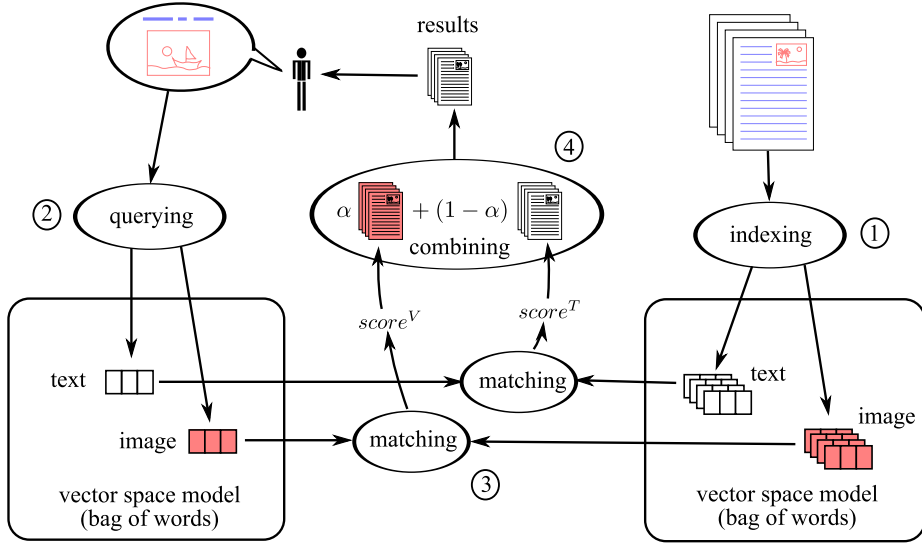 results
④
②
querying
α
+ (1 − α)
combining
indexing
①
score^V
score^T
text
matching
text
image
matching
image
③
vector space model
(bag of words)
vector space model
(bag of words)